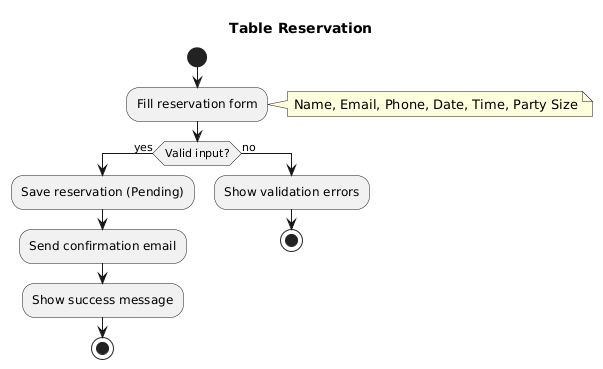 Table Reservation
Fill reservation form
Name, Email, Phone, Date, Time, Party Size
Valid input?
yes
no
Save reservation (Pending)
Show validation errors
Send confirmation email
Show success message